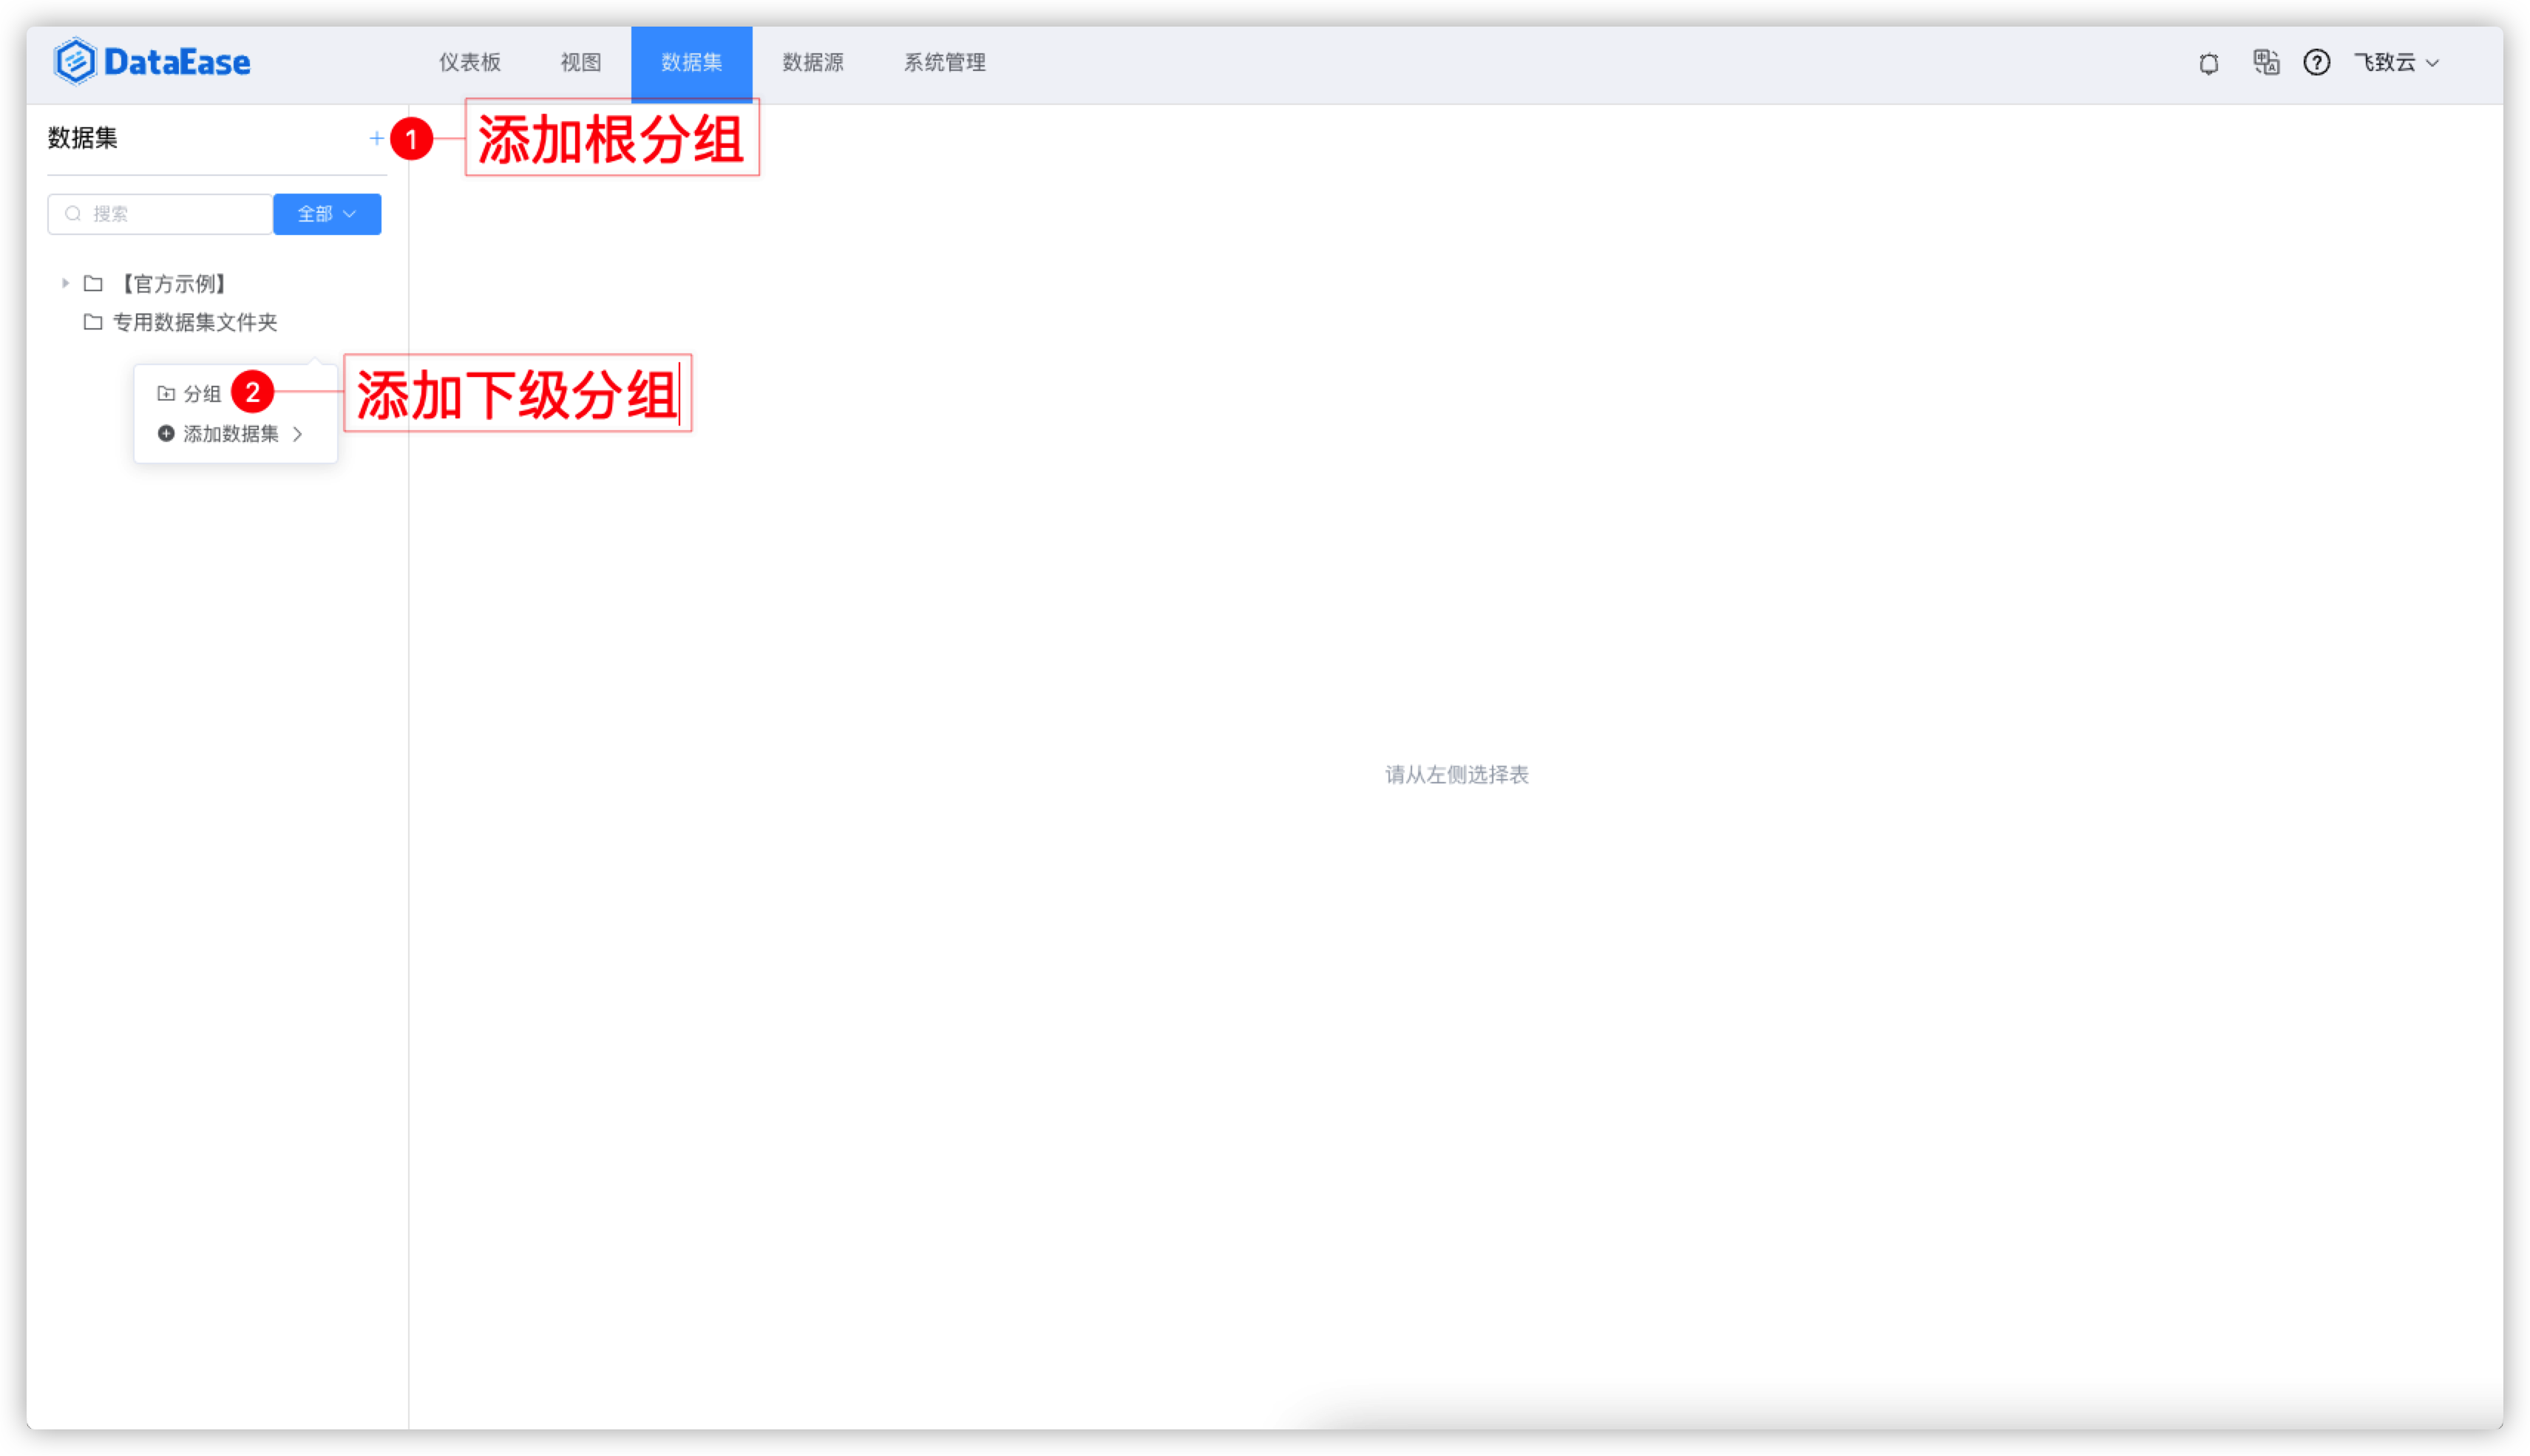 DataEase 仪表板 视图 数据集 数据源 系统管理 飞致云
数据集 + 1 添加根分组
搜索 全部
【官方示例】
专用数据集文件夹
分组 2 添加下级分组
添加数据集
请从左侧选择表